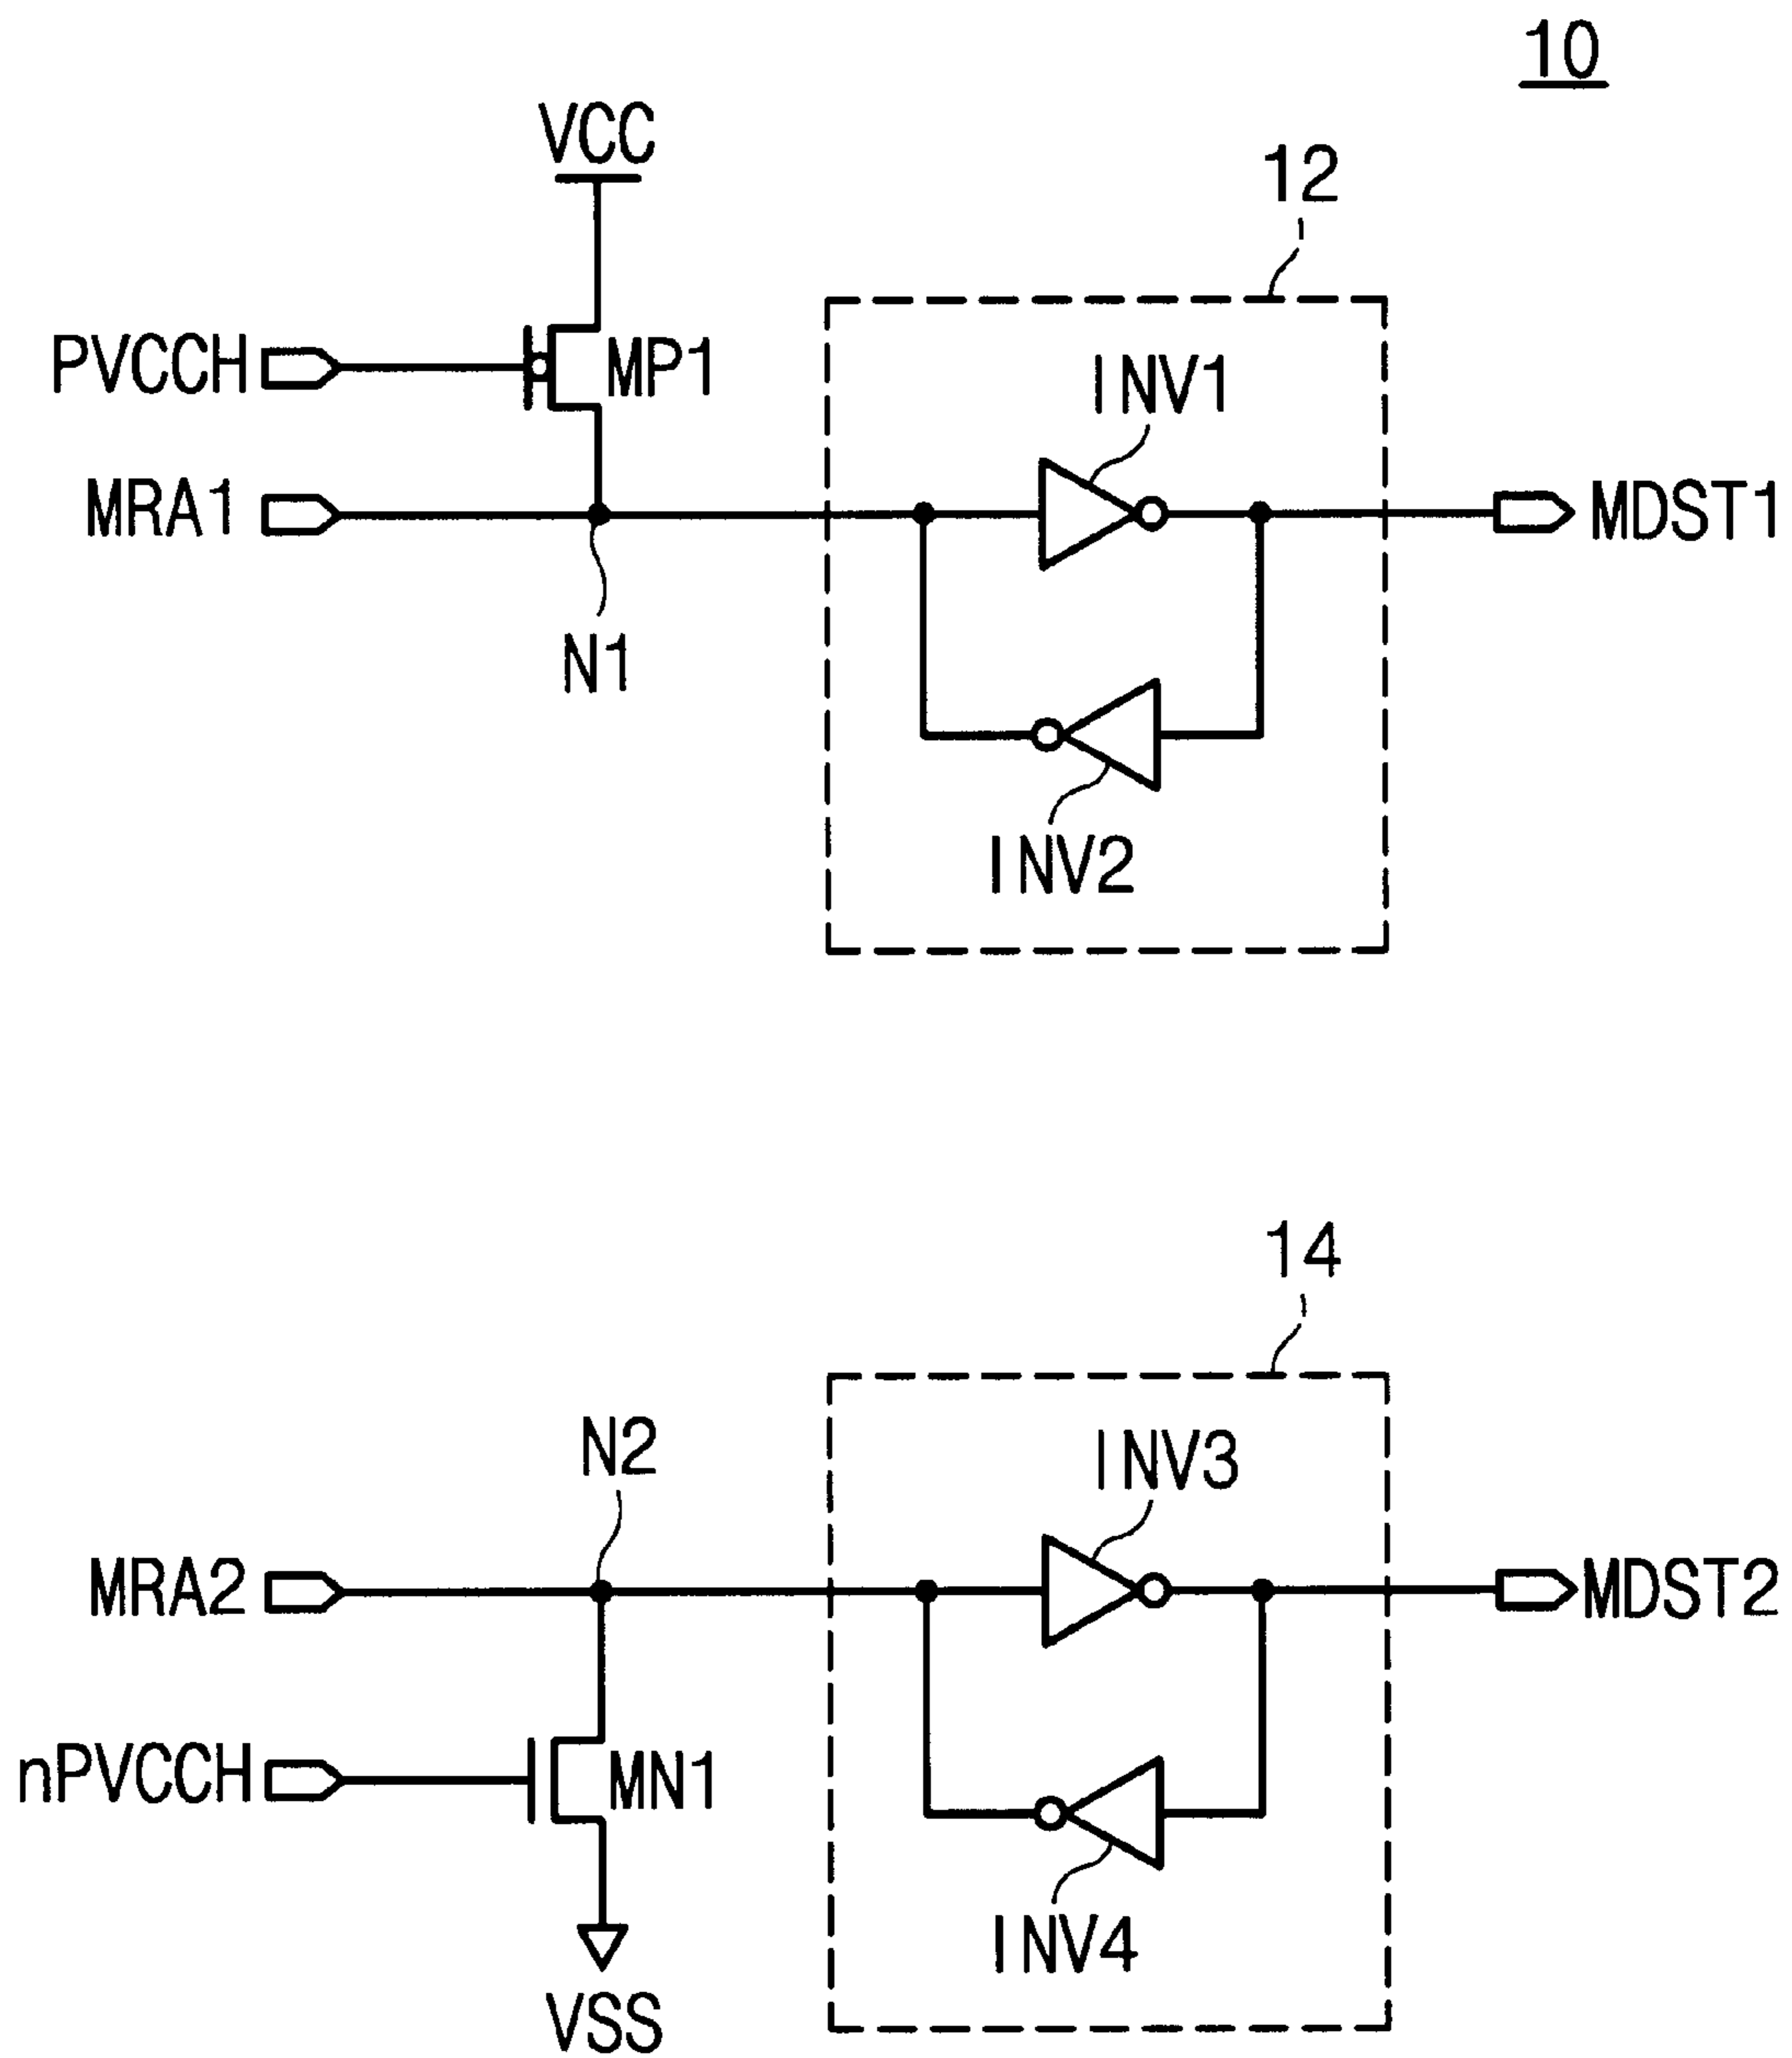 10
VCC
12
PVCCH
MP1
INV1
MRA1
MDST1
N1
INV2
14
N2
INV3
MRA2
MDST2
nPVCCH
MN1
INV4
VSS